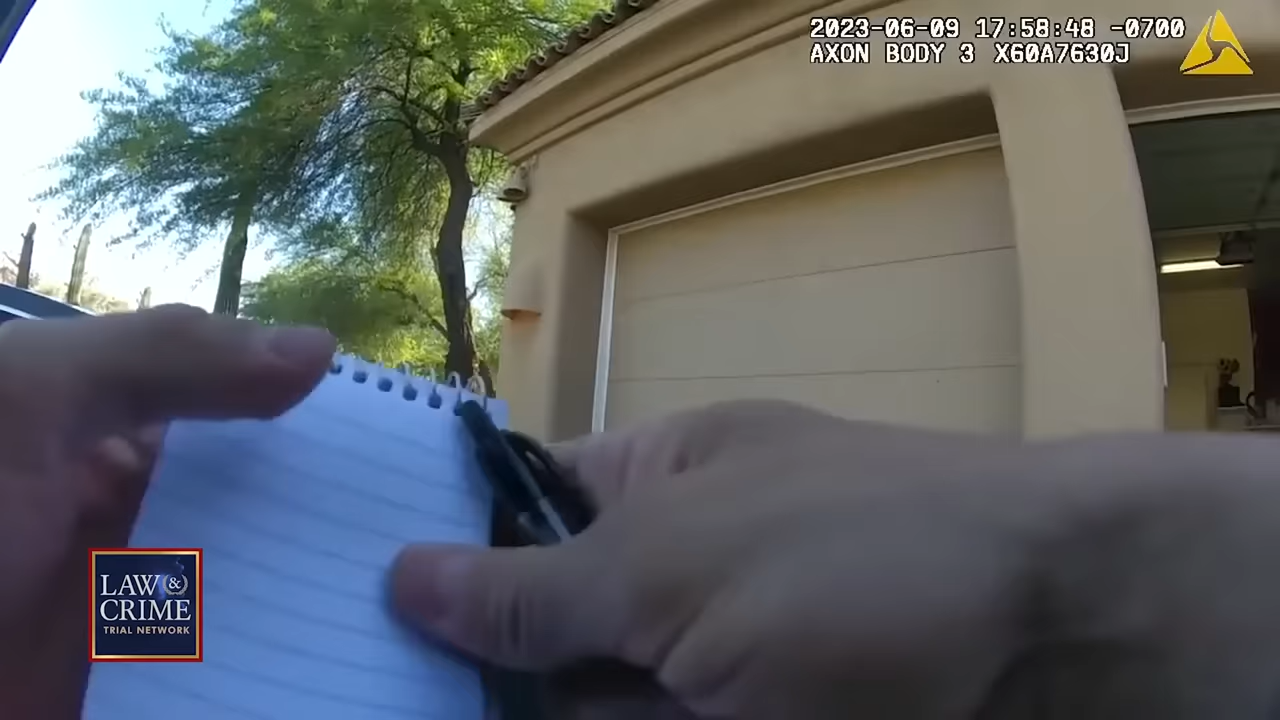 2023-06-09 17:58:48 -0700
AXON BODY 3 X60A7630J
LAW &
CRIME
TRIAL NETWORK